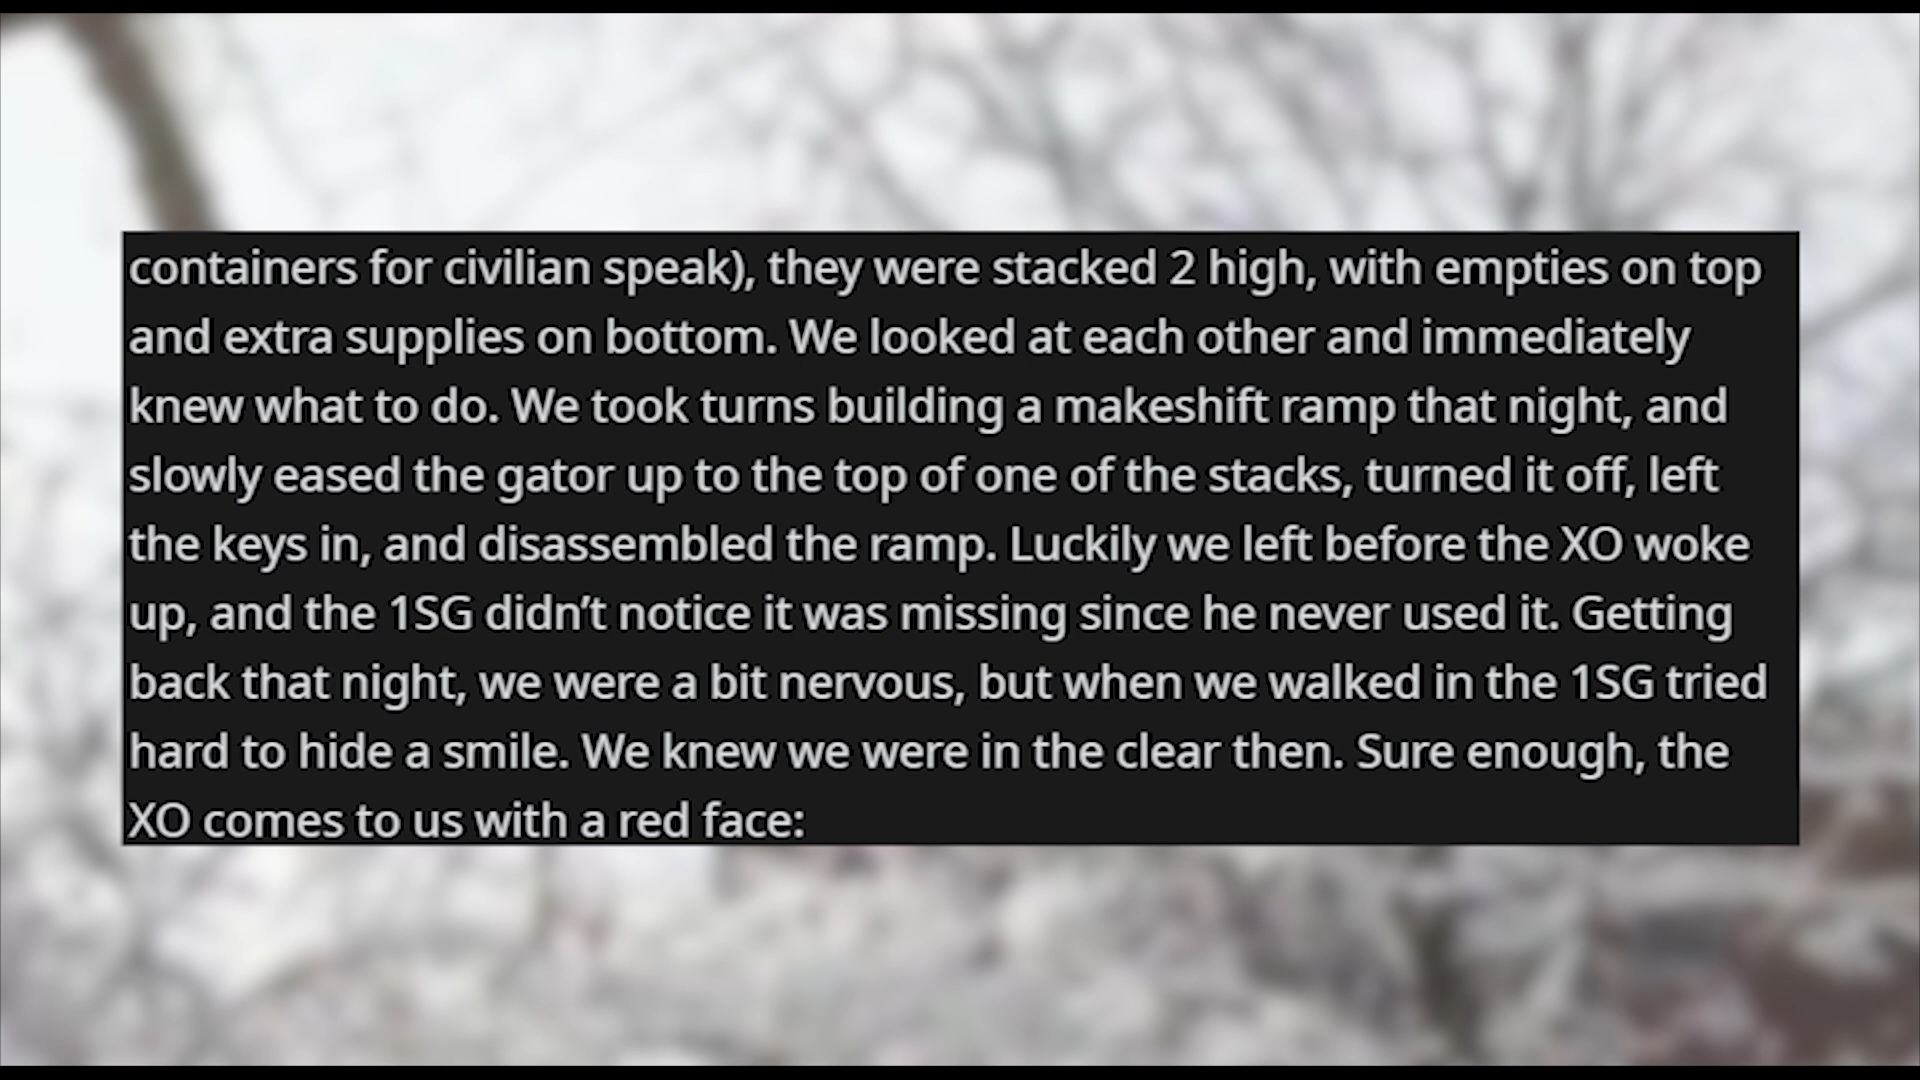 containers for civilian speak), they were stacked 2 high, with empties on top
and extra supplies on bottom. We looked at each other and immediately
knew what to do. We took turns building a makeshift ramp that night, and
slowly eased the gator up to the top of one of the stacks, turned it off, left
the keys in, and disassembled the ramp. Luckily we left before the XO woke
up, and the 1SG didn’t notice it was missing since he never used it. Getting
back that night, we were a bit nervous, but when we walked in the 1SG tried
hard to hide a smile. We knew we were in the clear then. Sure enough, the
XO comes to us with a red face: